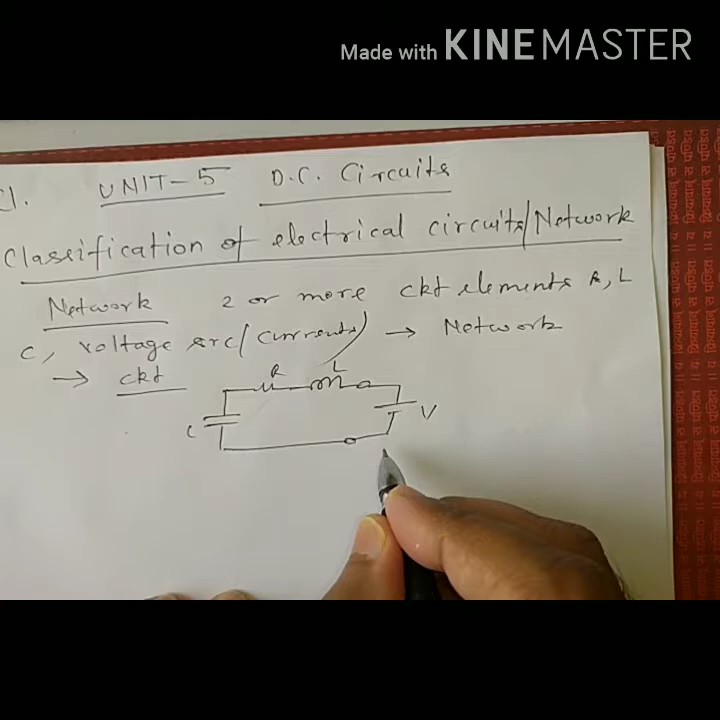 Made with KINEMASTER
UNIT-5 D.C. Circuits
Classification of electrical circuits/Network
Network 2 or more ckt elements R, L
C, voltage src/currents) → Network
→ ckt
R L
C V